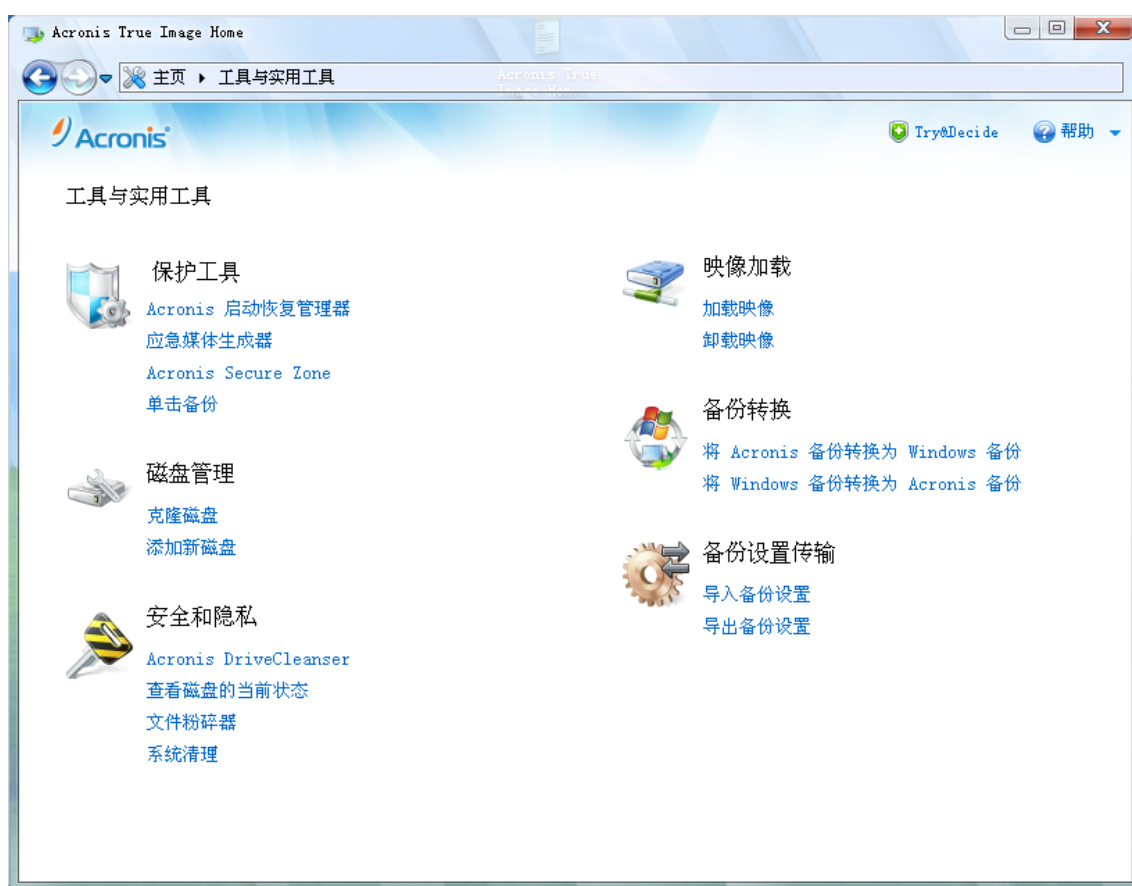 Acronis True Image Home
主页 ▸ 工具与实用工具
Acronis True
Acronis
Try&Decide
帮助
工具与实用工具
保护工具
Acronis 启动恢复管理器
应急媒体生成器
Acronis Secure Zone
单击备份
磁盘管理
克隆磁盘
添加新磁盘
安全和隐私
Acronis DriveCleanser
查看磁盘的当前状态
文件粉碎器
系统清理
映像加载
加载映像
卸载映像
备份转换
将 Acronis 备份转换为 Windows 备份
将 Windows 备份转换为 Acronis 备份
备份设置传输
导入备份设置
导出备份设置